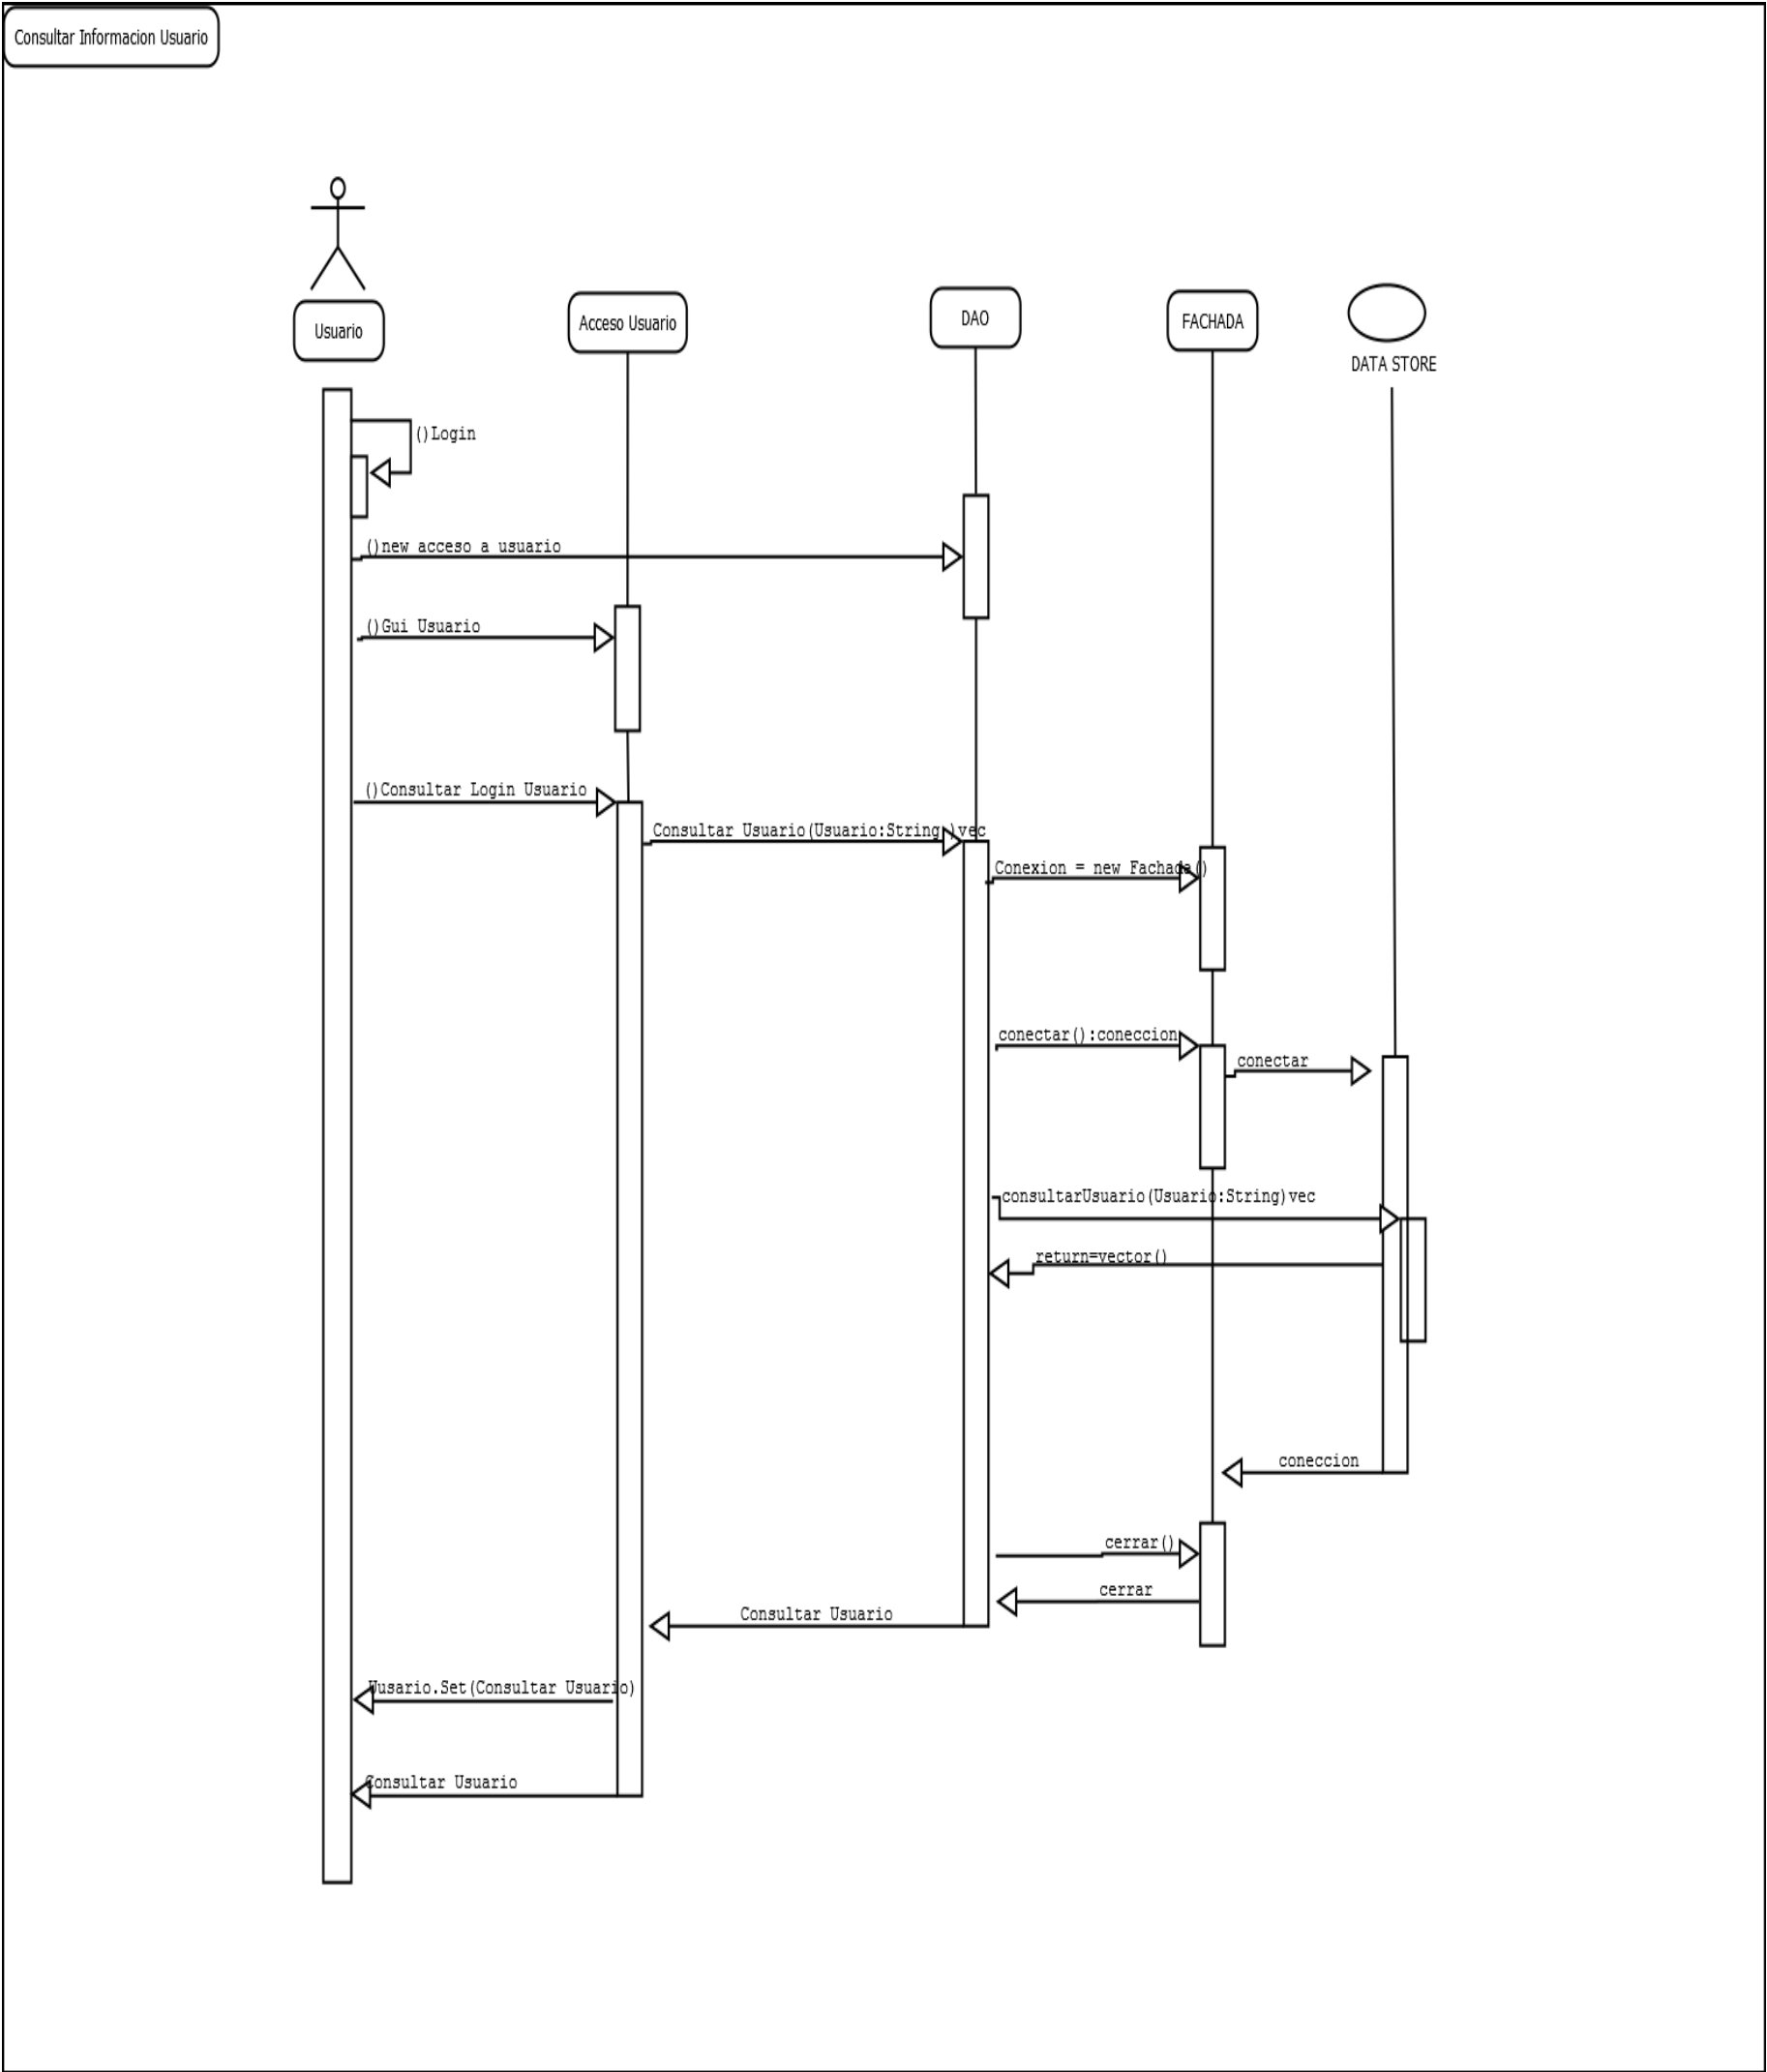 Consultar Informacion Usuario
Usuario
Acceso Usuario
DAO
FACHADA
DATA STORE
()Login
()new acceso a usuario
()Gui Usuario
()Consultar Login Usuario
Consultar Usuario(Usuario:String )vec
Conexion = new Fachada()
conectar():coneccion
conectar
consultarUsuario(Usuario:String)vec
return=vector()
coneccion
cerrar()
cerrar
Consultar Usuario
Uusario.Set(Consultar Usuario)
Consultar Usuario